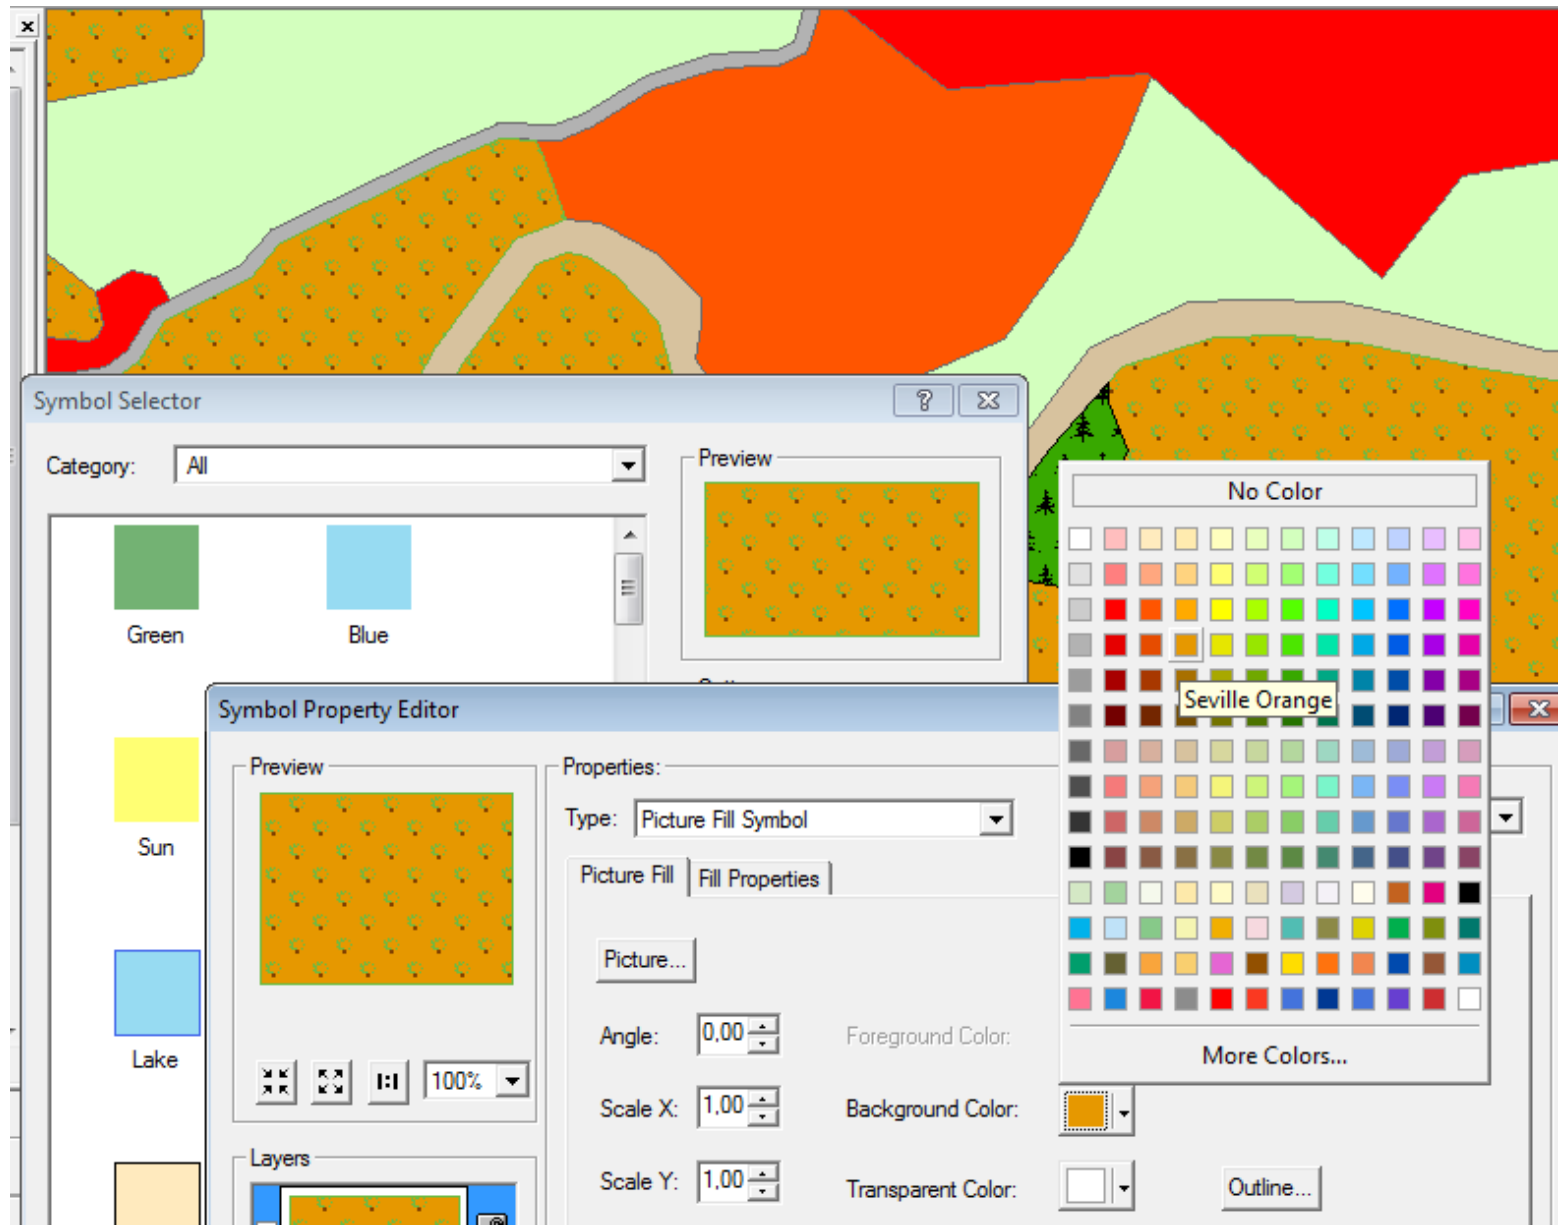 Symbol Selector
Category: All
Preview
No Color
Green
Blue
Seville Orange
Symbol Property Editor
Preview
Properties:
Type: Picture Fill Symbol
Sun
Picture Fill
Fill Properties
Picture...
Angle: 0,00
Foreground Color:
Lake
More Colors...
100%
Scale X: 1,00
Background Color:
Layers
Scale Y: 1,00
Transparent Color:
Outline...